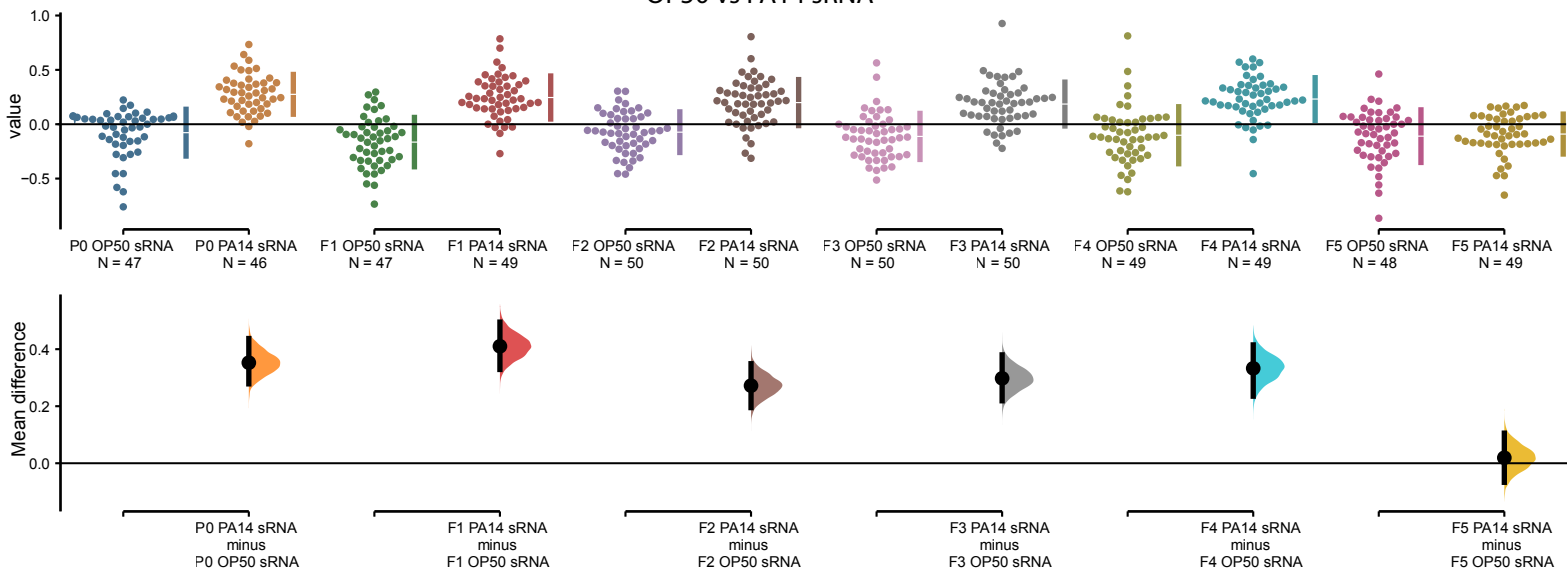 OP50 vs PA14 sRNA
1.0
0.5
0.0
−0.5
value
P0 OP50 sRNA
N = 47
P0 PA14 sRNA
N = 46
F1 OP50 sRNA
N = 47
F1 PA14 sRNA
N = 49
F2 OP50 sRNA
N = 50
F2 PA14 sRNA
N = 50
F3 OP50 sRNA
N = 50
F3 PA14 sRNA
N = 50
F4 OP50 sRNA
N = 49
F4 PA14 sRNA
N = 49
F5 OP50 sRNA
N = 48
F5 PA14 sRNA
N = 49
0.4
0.2
0.0
Mean difference
P0 PA14 sRNA
minus
P0 OP50 sRNA
F1 PA14 sRNA
minus
F1 OP50 sRNA
F2 PA14 sRNA
minus
F2 OP50 sRNA
F3 PA14 sRNA
minus
F3 OP50 sRNA
F4 PA14 sRNA
minus
F4 OP50 sRNA
F5 PA14 sRNA
minus
F5 OP50 sRNA